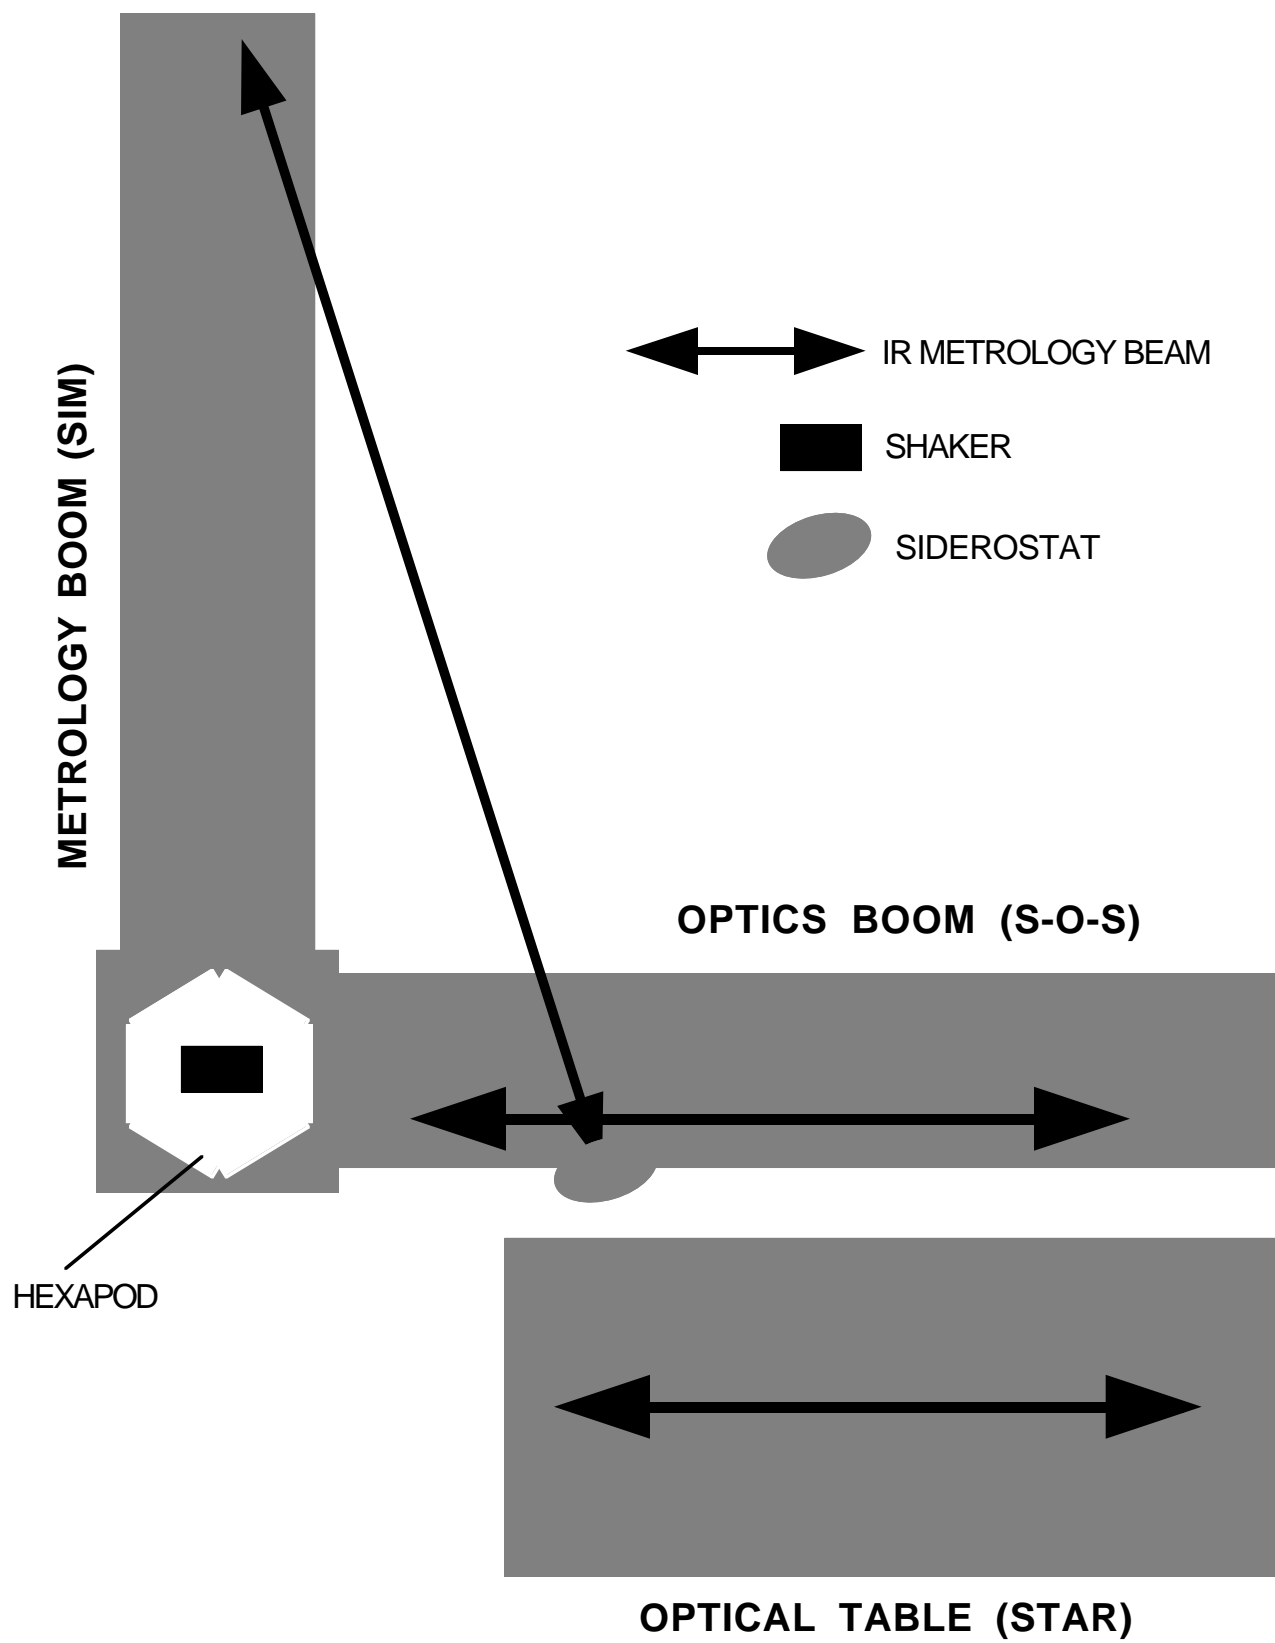 IR METROLOGY BEAM
SHAKER
SIDEROSTAT
METROLOGY BOOM (SIM)
OPTICS BOOM (S-O-S)
HEXAPOD
OPTICAL TABLE (STAR)